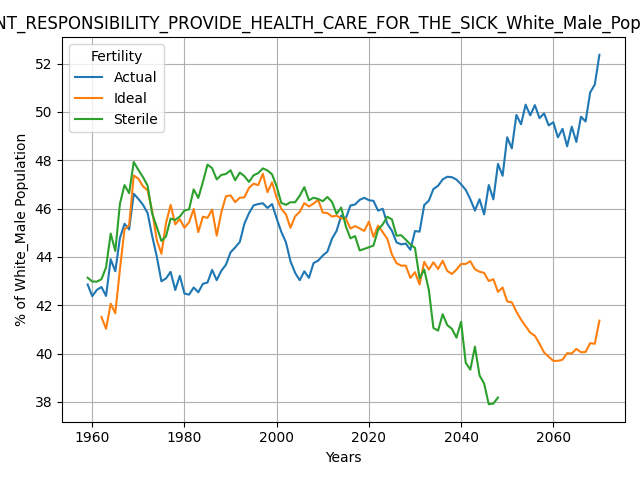 NT_RESPONSIBILITY_PROVIDE_HEALTH_CARE_FOR_THE_SICK_White_Male_Pop
Fertility
Actual
Ideal
Sterile
% of White_Male Population
52
50
48
46
44
42
40
38
1960
1980
2000
2020
2040
2060
Years